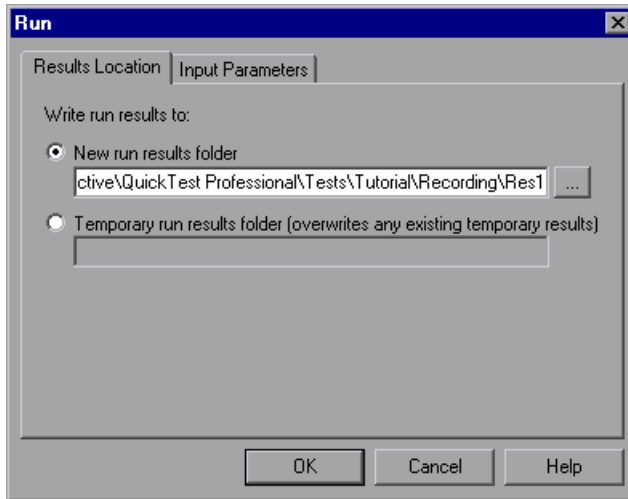 Run
Results Location Input Parameters
Write run results to:
New run results folder
ctive\QuickTest Professional\Tests\Tutorial\Recording\Res1 ...
Temporary run results folder (overwrites any existing temporary results)
OK Cancel Help